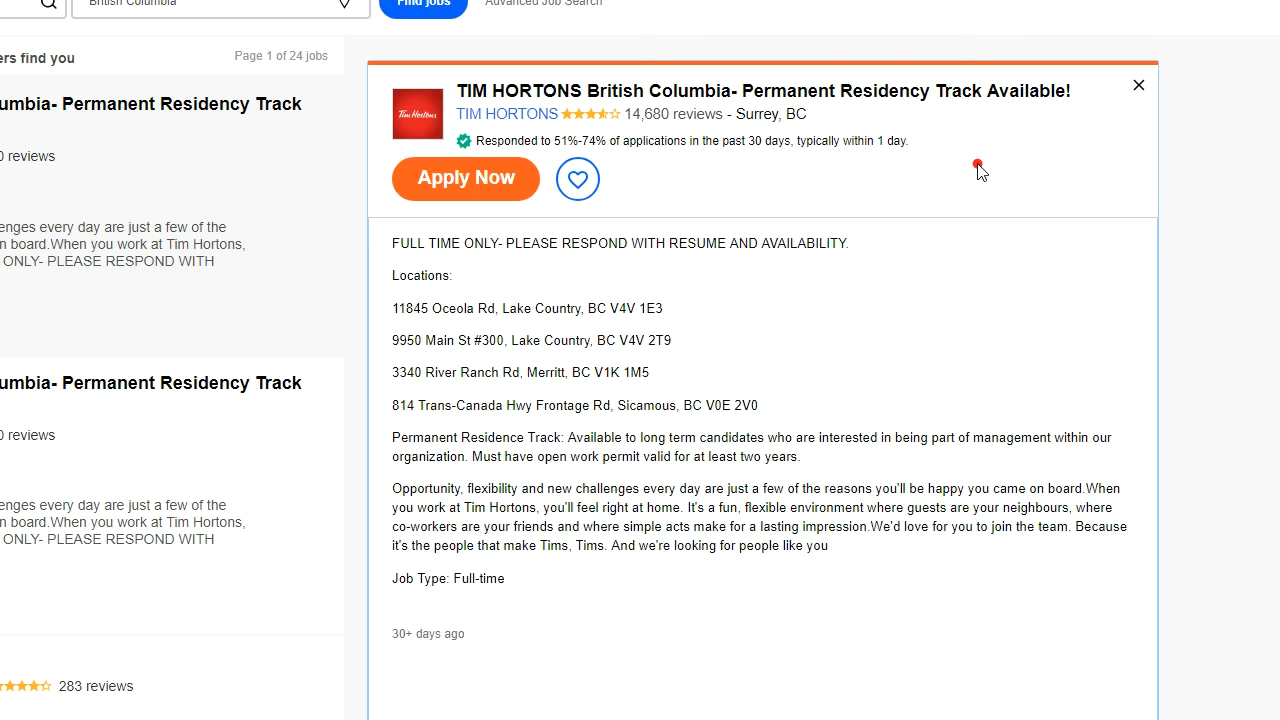 British Columbia
Find jobs
Advanced Job Search
ers find you
Page 1 of 24 jobs
umbia- Permanent Residency Track
0 reviews
enges every day are just a few of the
n board.When you work at Tim Hortons,
ONLY- PLEASE RESPOND WITH
umbia- Permanent Residency Track
0 reviews
enges every day are just a few of the
n board.When you work at Tim Hortons,
ONLY- PLEASE RESPOND WITH
283 reviews
Tim Hortons
TIM HORTONS British Columbia- Permanent Residency Track Available!
TIM HORTONS 14,680 reviews - Surrey, BC
Responded to 51%-74% of applications in the past 30 days, typically within 1 day.
Apply Now
FULL TIME ONLY- PLEASE RESPOND WITH RESUME AND AVAILABILITY.
Locations:
11845 Oceola Rd, Lake Country, BC V4V 1E3
9950 Main St #300, Lake Country, BC V4V 2T9
3340 River Ranch Rd, Merritt, BC V1K 1M5
814 Trans-Canada Hwy Frontage Rd, Sicamous, BC V0E 2V0
Permanent Residence Track: Available to long term candidates who are interested in being part of management within our
organization. Must have open work permit valid for at least two years.
Opportunity, flexibility and new challenges every day are just a few of the reasons you'll be happy you came on board.When
you work at Tim Hortons, you'll feel right at home. It's a fun, flexible environment where guests are your neighbours, where
co-workers are your friends and where simple acts make for a lasting impression.We'd love for you to join the team. Because
it's the people that make Tims, Tims. And we're looking for people like you
Job Type: Full-time
30+ days ago